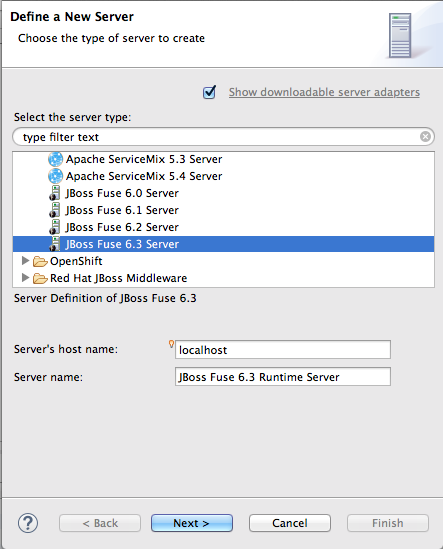 Define a New Server
Choose the type of server to create
Show downloadable server adapters
Select the server type:
type filter text
Apache ServiceMix 5.3 Server
Apache ServiceMix 5.4 Server
JBoss Fuse 6.0 Server
JBoss Fuse 6.1 Server
JBoss Fuse 6.2 Server
JBoss Fuse 6.3 Server
OpenShift
Red Hat JBoss Middleware
Server Definition of JBoss Fuse 6.3
Server's host name: localhost
Server name: JBoss Fuse 6.3 Runtime Server
? < Back Next > Cancel Finish